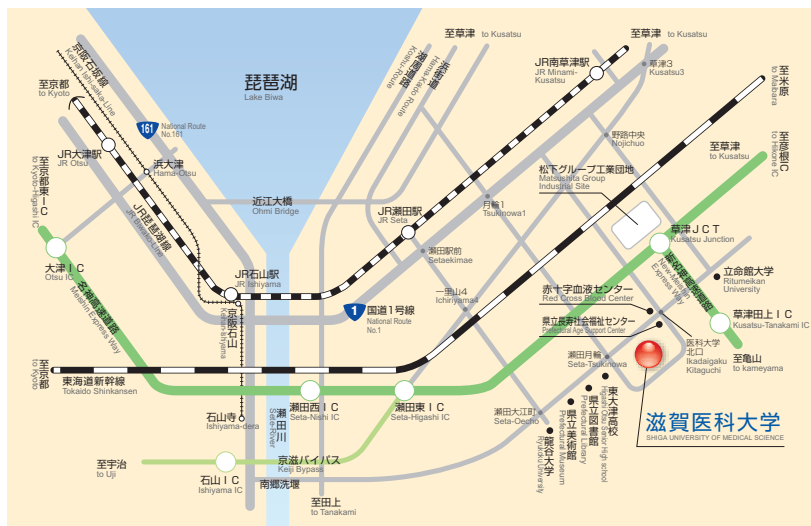 京阪石坂線
Keihan Ishi-saka-Line
至京都
to Kyoto
161
National Route
No.161
琵琶湖
Lake Biwa
湖周道路
Koshu-Route
浜街道
Hama-Kaido Route
至草津 to Kusatsu
至草津 to Kusatsu
JR南草津駅
JR Minami-
Kusatsu
草津3
Kusatsu3
至米原
to Maibara
至彦根IC
to Hikone IC
野路中央
Nojichuo
至草津
to Kusatsu
JR大津駅
JR Otsu
浜大津
Hama-Otsu
至京都東IC
to Kyoto-Higashi IC
近江大橋
Ohmi Bridge
松下グループ工業団地
Matsushita Group
Industrial Site
月輪1
Tsukinowa1
JR瀬田駅
JR Seta
草津JCT
Kusatsu Junction
JR琵琶湖線
JR Biwako-Line
大津IC
Otsu IC
瀬田駅前
Setaekimae
New-Meishin
Express Way
立命館大学
Ritumeikan
University
名神高速道路
Meishin Express Way
JR石山駅
JR Ishiyama
一里山4
Ichiriyama4
赤十字血液センター
Red Cross Blood Center
京阪石山
Keihan-Ishiyama
1
国道1号線
National Route
No.1
県立長寿社会福祉センター
Prefectural Age Support Center
草津田上IC
Kusatsu-Tanakami IC
医科大学
北口
Ikadaigaku
Kitaguchi
至亀山
to kameyama
至京都
to Kyoto
東海道新幹線
Tokaido Shinkansen
瀬田月輪
Seta-Tsukinowa
瀬田西IC
Seta-Nishi IC
瀬田東IC
Seta-Higashi IC
石山寺
Ishiyama-dera
瀬田川
Seta-River
瀬田大江町
Seta-Oecho
東大津高校
Higashi Otsu Senior High school
県立図書館
Prefectural Library
県立美術館
Prefectural Museum
龍谷大学
Ryukoku University
滋賀医科大学
SHIGA UNIVERSITY OF MEDICAL SCIENCE
至宇治
to Uji
石山IC
Ishiyama IC
京滋バイパス
Keiji Bypass
南郷洗堰
至田上
to Tanakami